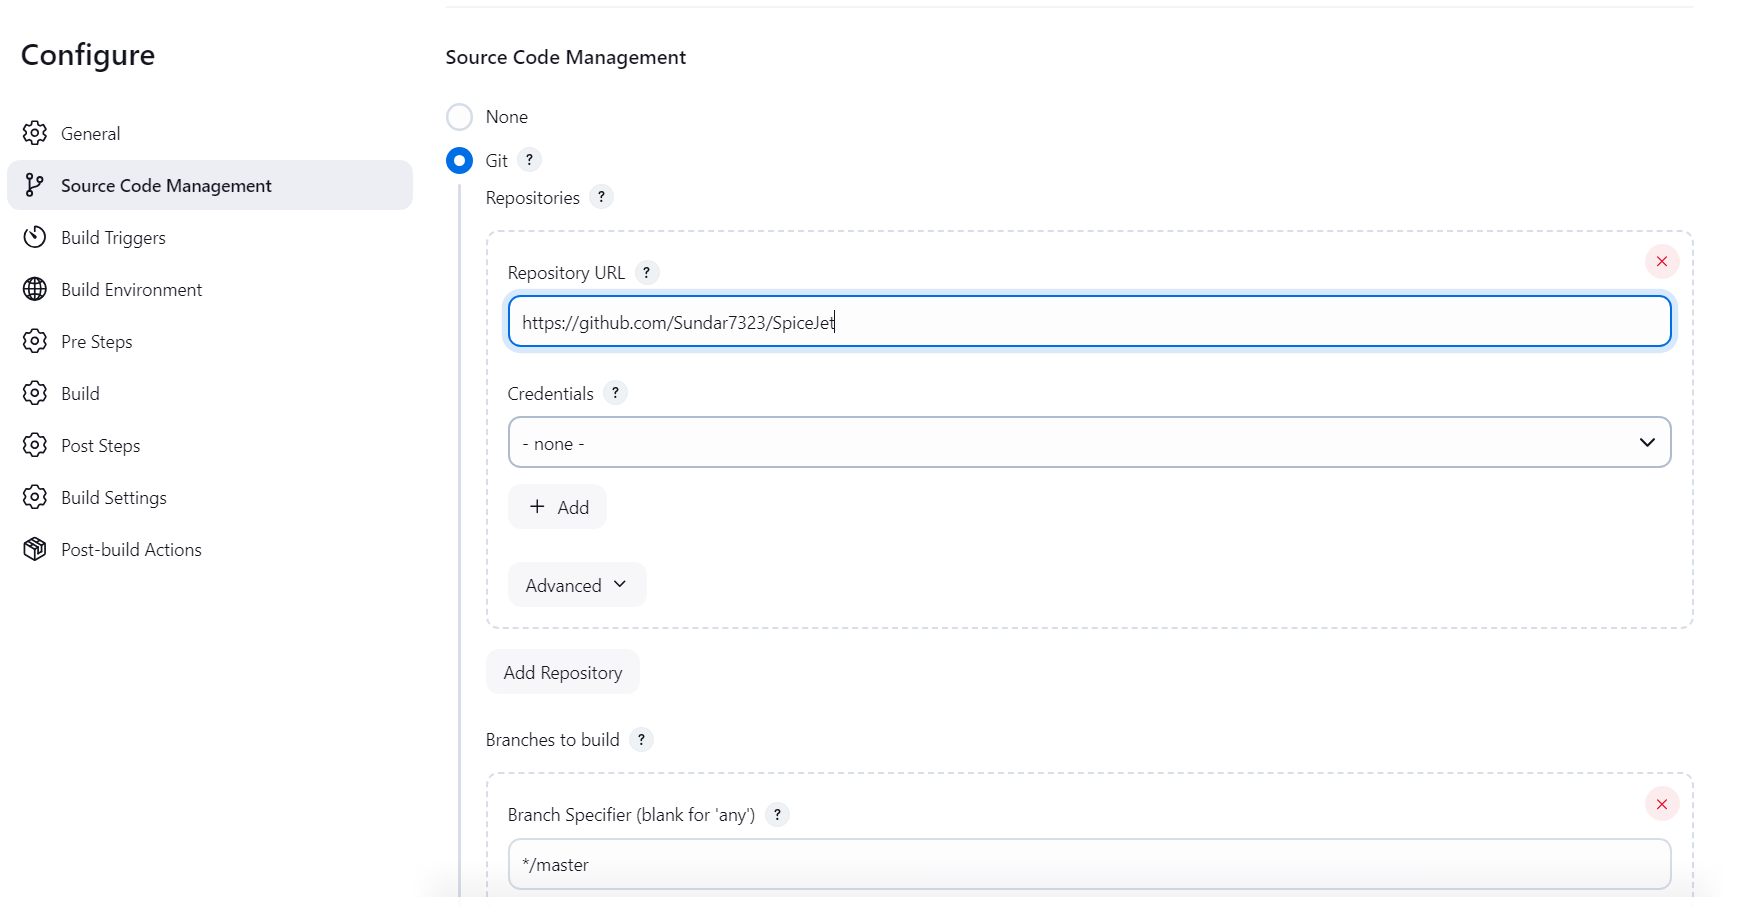 Configure
General
Source Code Management
Build Triggers
Build Environment
Pre Steps
Build
Post Steps
Build Settings
Post-build Actions
Source Code Management
None
Git ?
Repositories ?
Repository URL ?
https://github.com/Sundar7323/SpiceJet
Credentials ?
- none -
+ Add
Advanced
Add Repository
Branches to build ?
Branch Specifier (blank for 'any') ?
*/master